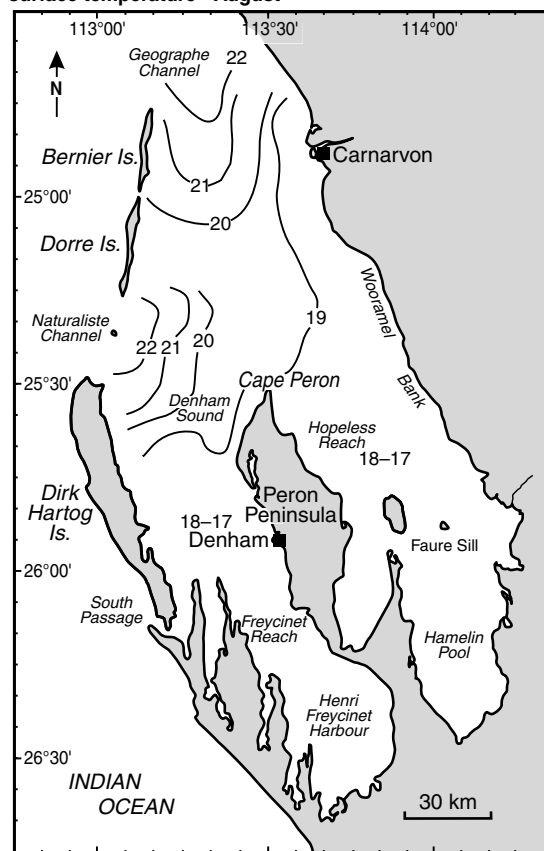 surface temperature - August
113°00'
113°30'
114°00'
Geographe
Channel
22
N
Bernier Is.
Carnarvon
21
25°00'
20
Dorre Is.
Wooramel
Bank
Naturaliste
Channel
19
22
21
20
25°30'
Cape Peron
Denham
Sound
Hopeless
Reach
18–17
Dirk
Hartog
Is.
Peron
Peninsula
18–17
Denham
Faure Sill
26°00'
South
Passage
Freycinet
Reach
Hamelin
Pool
Henri
Freycinet
Harbour
26°30'
INDIAN
OCEAN
30 km